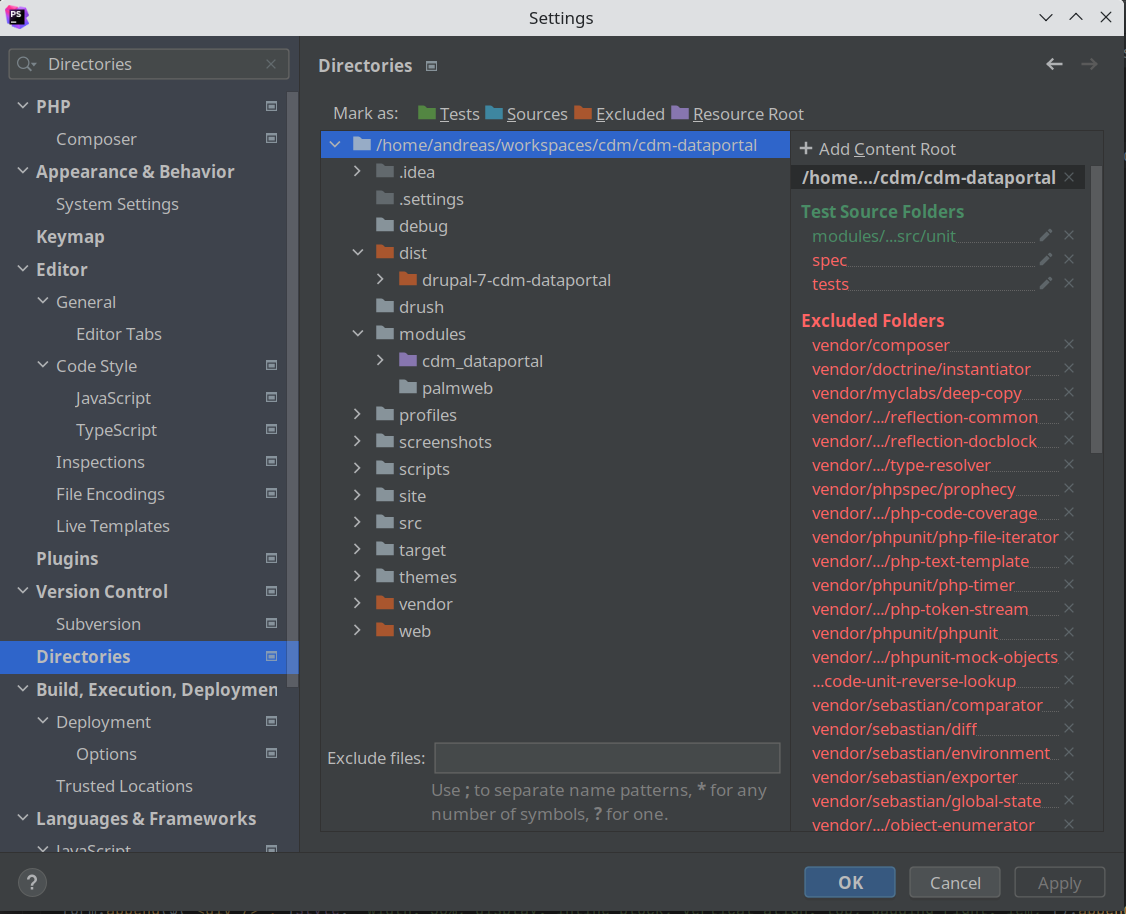 PS
Settings
Directories
PHP
Composer
Appearance & Behavior
System Settings
Keymap
Editor
General
Editor Tabs
Code Style
JavaScript
TypeScript
Inspections
File Encodings
Live Templates
Plugins
Version Control
Subversion
Directories
Build, Execution, Deploymen
Deployment
Options
Trusted Locations
Languages & Frameworks
JavaScript
Directories
Mark as: Tests Sources Excluded Resource Root
/home/andreas/workspaces/cdm/cdm-dataportal
.idea
.settings
debug
dist
drupal-7-cdm-dataportal
drush
modules
cdm_dataportal
palmweb
profiles
screenshots
scripts
site
src
target
themes
vendor
web
Exclude files:
Use ; to separate name patterns, * for any
number of symbols, ? for one.
+ Add Content Root
/home.../cdm/cdm-dataportal
Test Source Folders
modules/...src/unit
spec
tests
Excluded Folders
vendor/composer
vendor/doctrine/instantiator
vendor/myclabs/deep-copy
vendor/.../reflection-common
vendor/.../reflection-docblock
vendor/.../type-resolver
vendor/phpspec/prophecy
vendor/.../php-code-coverage
vendor/phpunit/php-file-iterator
vendor/.../php-text-template
vendor/phpunit/php-timer
vendor/.../php-token-stream
vendor/phpunit/phpunit
vendor/.../phpunit-mock-objects
...code-unit-reverse-lookup
vendor/sebastian/comparator
vendor/sebastian/diff
vendor/sebastian/environment
vendor/sebastian/exporter
vendor/sebastian/global-state
vendor/.../object-enumerator
?
OK
Cancel
Apply